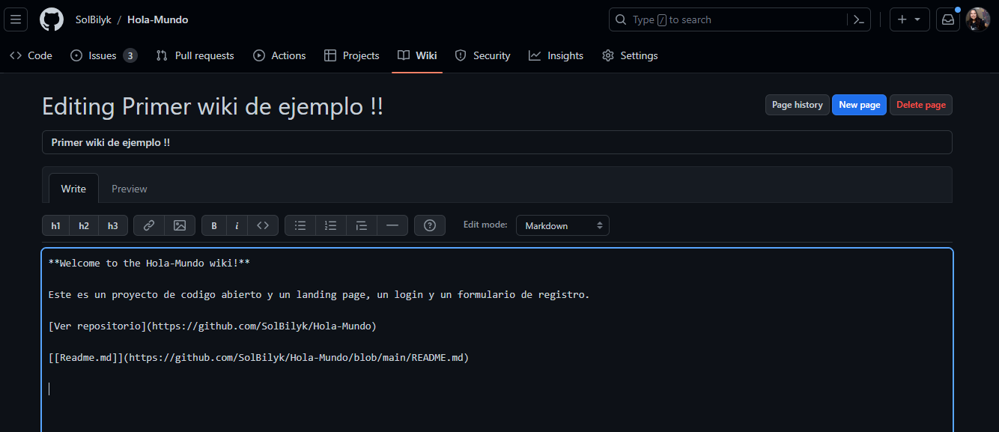 SolBilyk / Hola-Mundo
Type / to search
Code
Issues 3
Pull requests
Actions
Projects
Wiki
Security
Insights
Settings
Editing Primer wiki de ejemplo !!
Page history
New page
Delete page
Primer wiki de ejemplo !!
Write
Preview
h1 h2 h3
B i
Edit mode: Markdown
**Welcome to the Hola-Mundo wiki!**
Este es un proyecto de codigo abierto y un landing page, un login y un formulario de registro.
[Ver repositorio](https://github.com/SolBilyk/Hola-Mundo)
[[Readme.md]](https://github.com/SolBilyk/Hola-Mundo/blob/main/README.md)